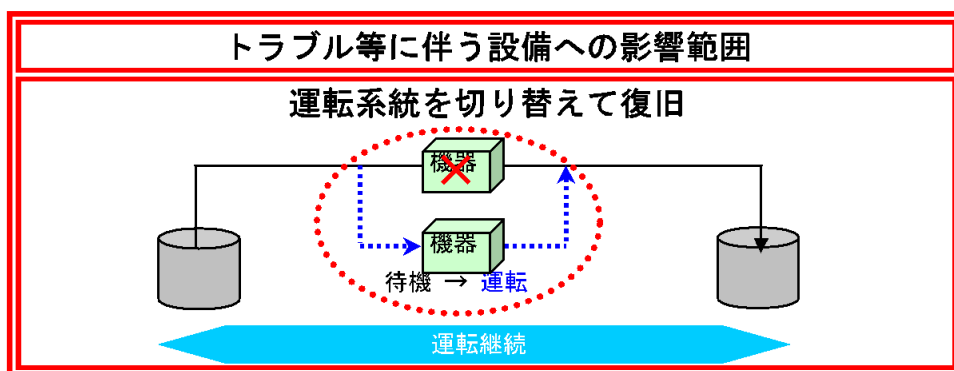 トラブル等に伴う設備への影響範囲
運転系統を切り替えて復旧
機器
機器
待機 → 運転
運転継続